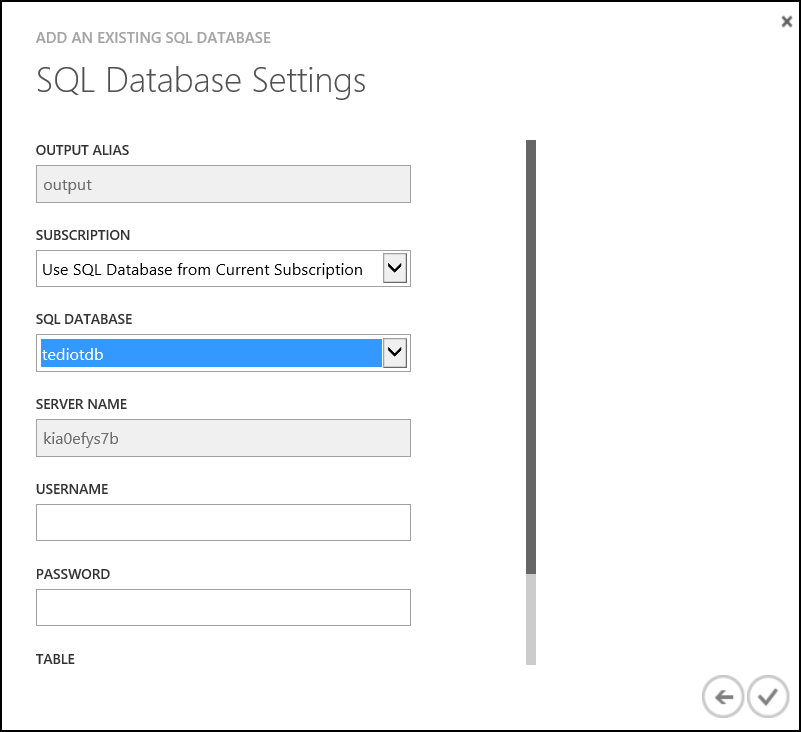 ADD AN EXISTING SQL DATABASE
SQL Database Settings
OUTPUT ALIAS
output
SUBSCRIPTION
Use SQL Database from Current Subscription
SQL DATABASE
tediotdb
SERVER NAME
kia0efys7b
USERNAME
PASSWORD
TABLE